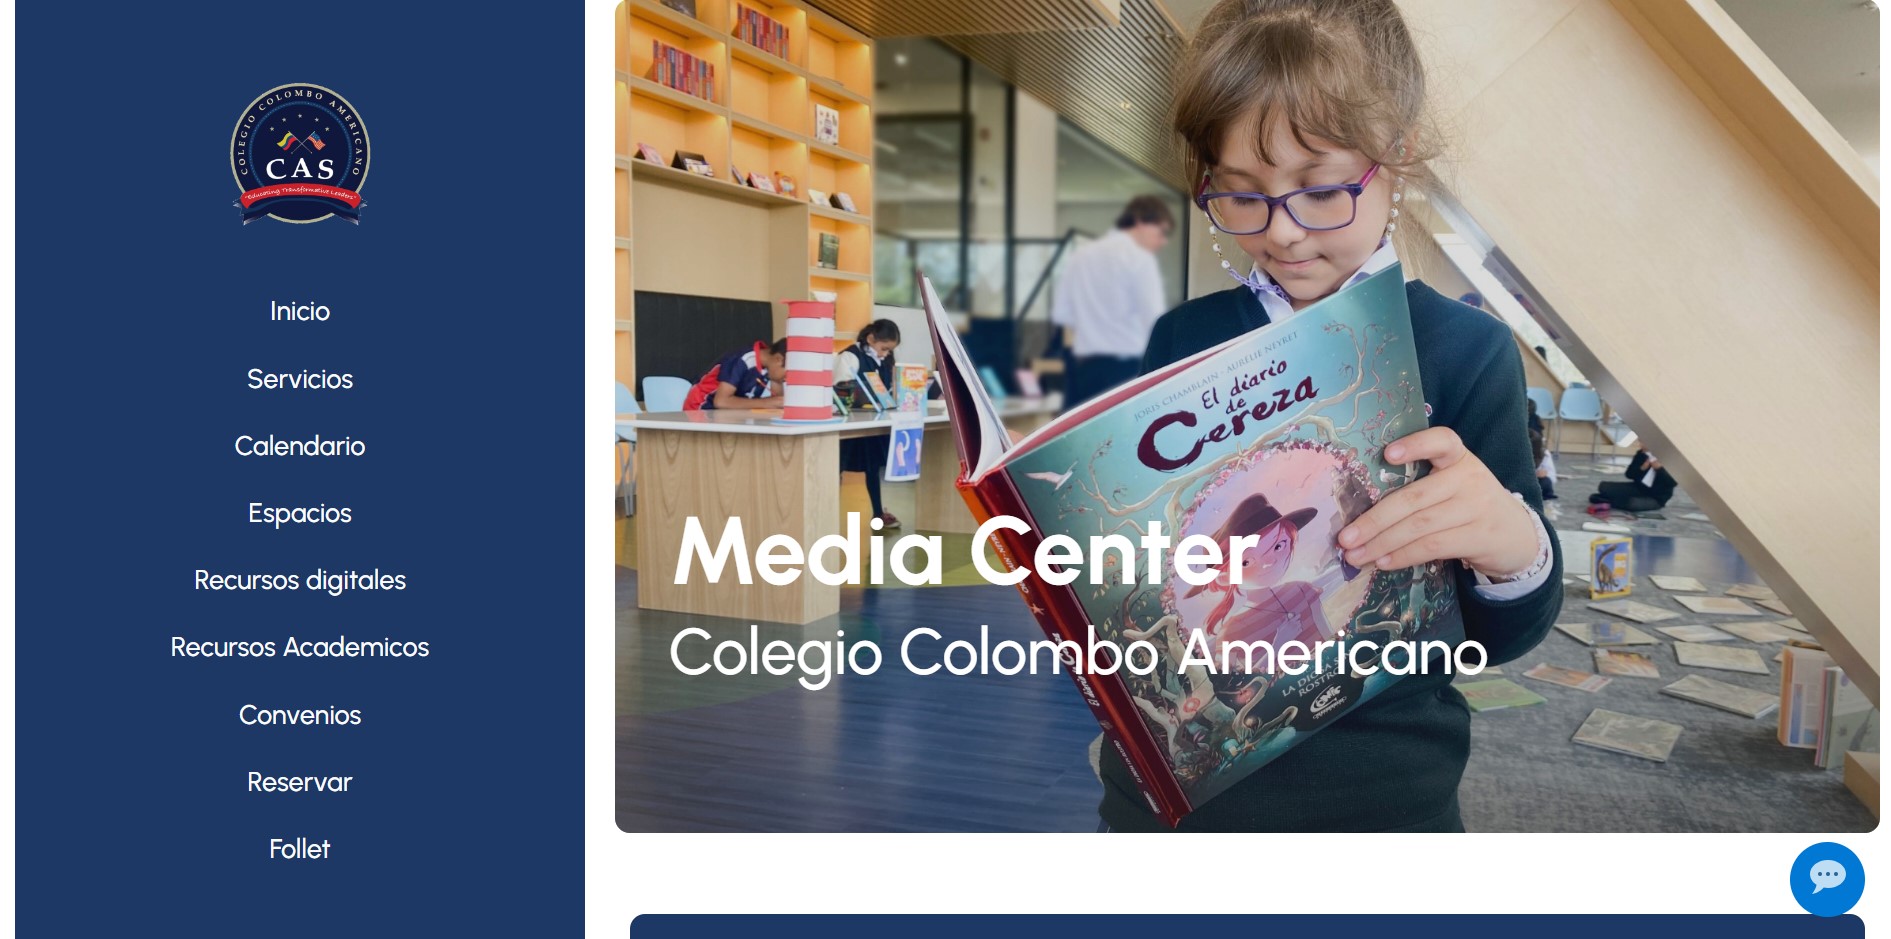 COLEGIO COLOMBO AMERICANO
CAS
"Educating Transformative Leaders"
Inicio
Servicios
Calendario
Espacios
Recursos digitales
Recursos Academicos
Convenios
Reservar
Follet
JORIS CHAMBLAIN - AURÉLIE NEYRET
El diario
de
Cereza
Media Center
Colegio Colombo Americano